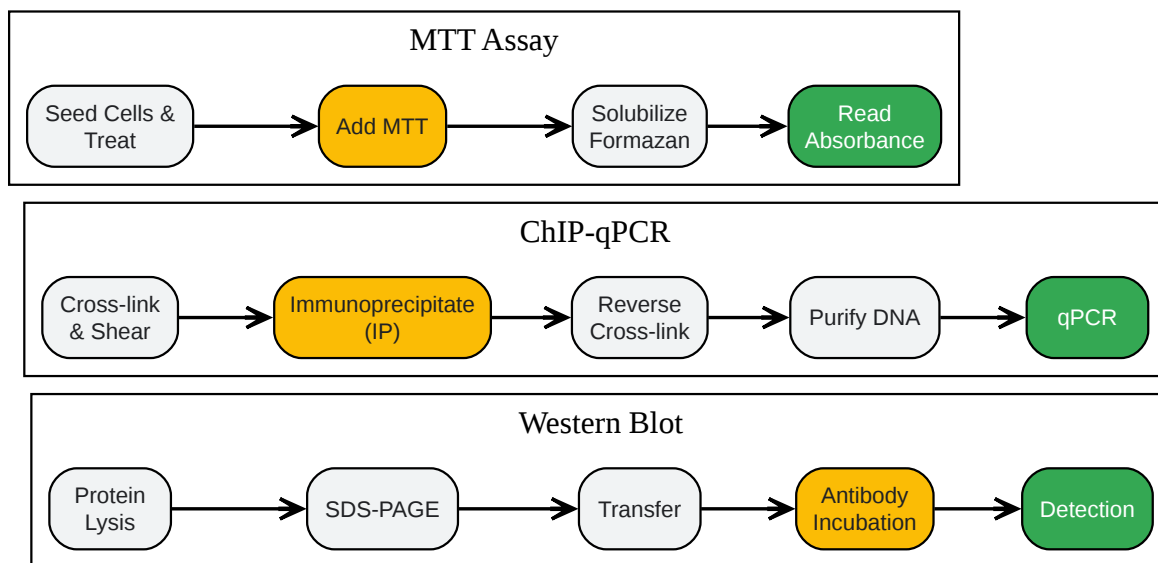 MTT Assay
Seed Cells &
Treat
Add MTT
Solubilize
Formazan
Read
Absorbance
ChIP-qPCR
Cross-link
& Shear
Immunoprecipitate
(IP)
Reverse
Cross-link
Purify DNA
qPCR
Western Blot
Protein
Lysis
SDS-PAGE
Transfer
Antibody
Incubation
Detection